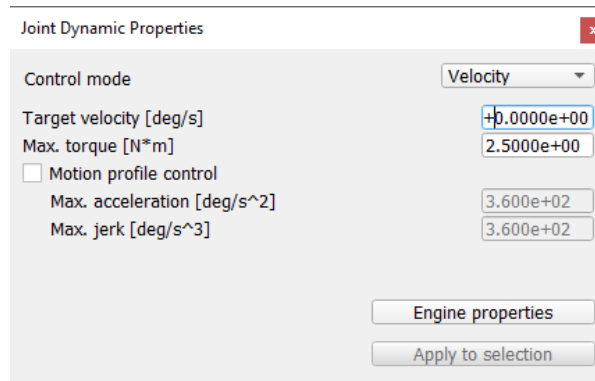 Joint Dynamic Properties
x
Control mode Velocity
Target velocity [deg/s] +0.0000e+00
Max. torque [N*m] 2.5000e+00
Motion profile control
Max. acceleration [deg/s^2] 3.600e+02
Max. jerk [deg/s^3] 3.600e+02
Engine properties
Apply to selection